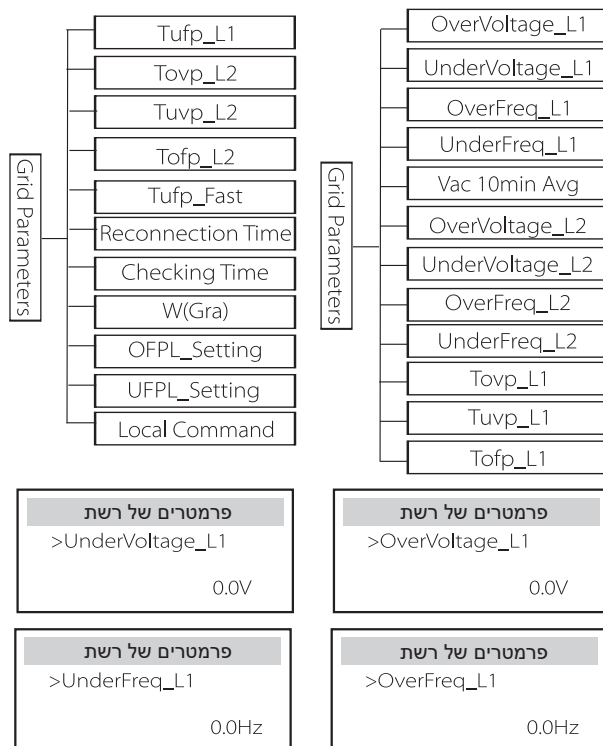 Grid Parameters
Tufp_L1
Tovp_L2
Tuvp_L2
Tofp_L2
Tufp_Fast
Reconnection Time
Checking Time
W(Gra)
OFPL_Setting
UFPL_Setting
Local Command
Grid Parameters
OverVoltage_L1
UnderVoltage_L1
OverFreq_L1
UnderFreq_L1
Vac 10min Avg
OverVoltage_L2
UnderVoltage_L2
OverFreq_L2
UnderFreq_L2
Tovp_L1
Tuvp_L1
Tofp_L1
פרמטרים של רשת
>UnderVoltage_L1
0.0V
פרמטרים של רשת
>OverVoltage_L1
0.0V
פרמטרים של רשת
>UnderFreq_L1
0.0Hz
פרמטרים של רשת
>OverFreq_L1
0.0Hz